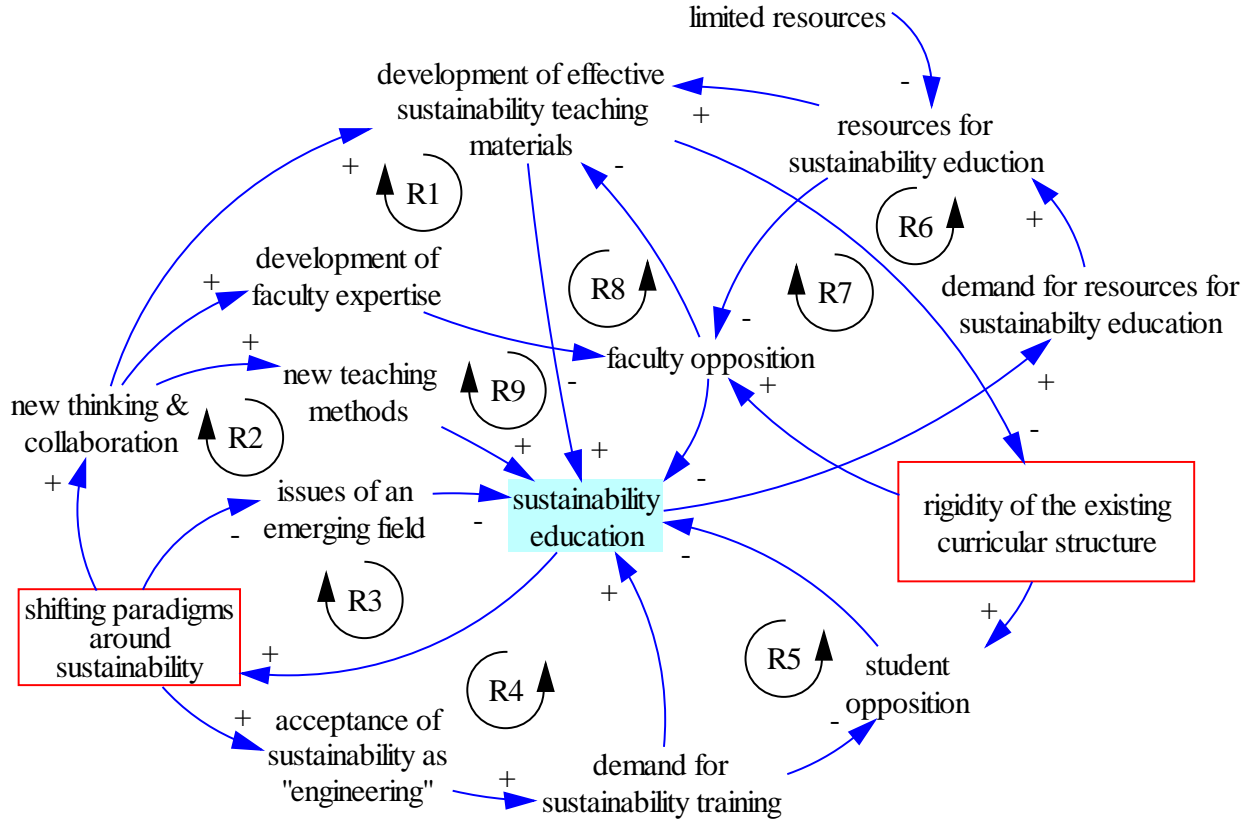 limited resources
-
development of effective
sustainability teaching
materials
+
-
resources for
sustainability eduction
+
R1
-
R6
+
development of
faculty expertise
+
R8
R7
demand for resources for
sustainabilty education
-
faculty opposition
+
+
new teaching
methods
R9
-
+
new thinking &
collaboration
R2
+
+
-
-
+
issues of an
emerging field
-
sustainability
education
rigidity of the existing
curricular structure
-
-
+
R3
+
shifting paradigms
around
sustainability
+
R4
R5
student
opposition
+
acceptance of
sustainability as
"engineering"
+
-
demand for
sustainability training